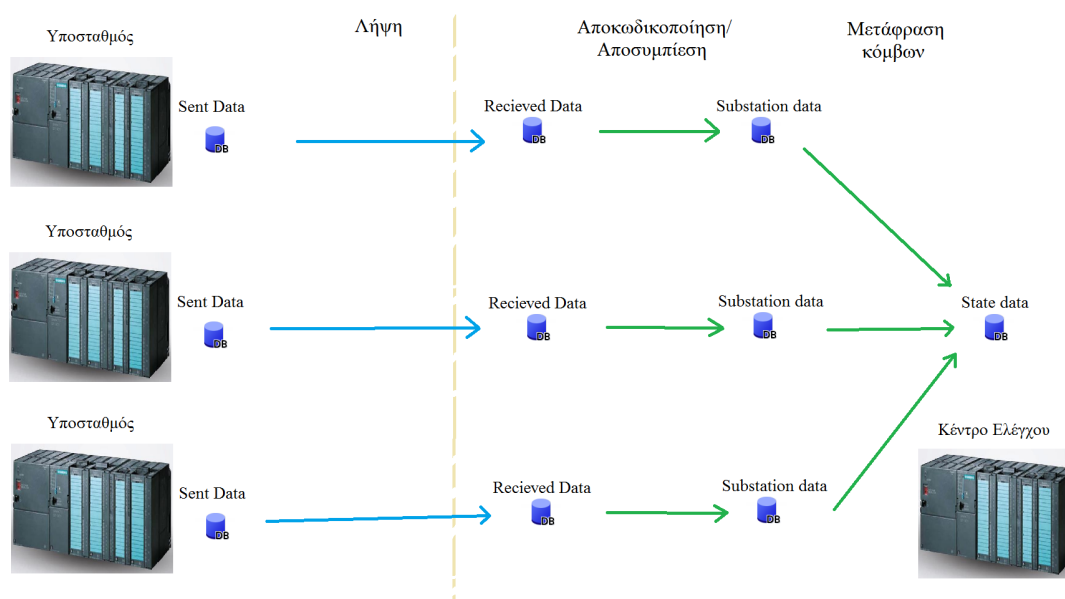 Λήψη
Αποκωδικοποίηση/
Αποσυμπίεση
Μετάφραση
κόμβων
Υποσταθμός
Sent Data
DB
Recieved Data
DB
Substation data
DB
Υποσταθμός
Sent Data
DB
Recieved Data
DB
Substation data
DB
State data
DB
Υποσταθμός
Sent Data
DB
Recieved Data
DB
Substation data
DB
Κέντρο Ελέγχου